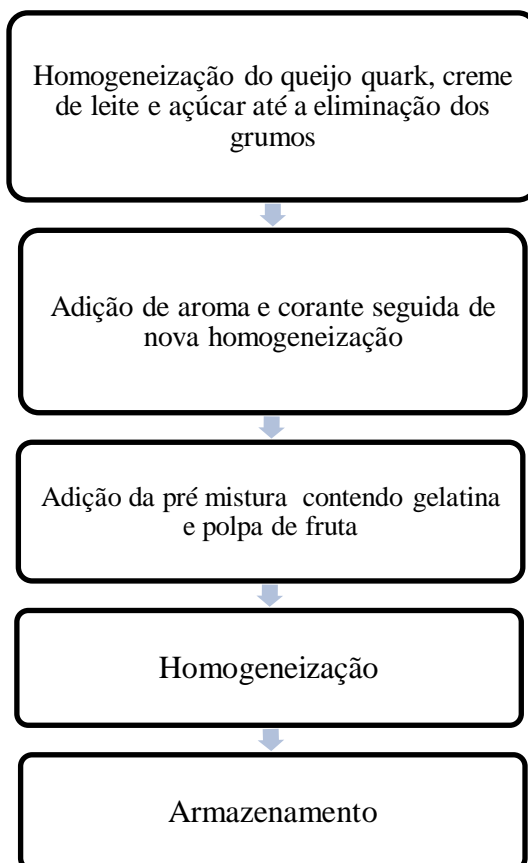 Homogeneização do queijo quark, creme
de leite e açúcar até a eliminação dos
grumos
Adição de aroma e corante seguida de
nova homogeneização
Adição da pré mistura contendo gelatina
e polpa de fruta
Homogeneização
Armazenamento